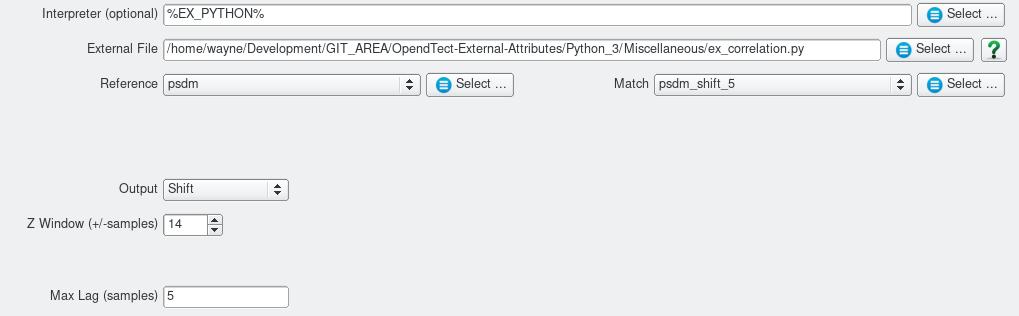 Interpreter (optional) %EX_PYTHON% Select ...
External File /home/wayne/Development/GIT_AREA/OpendTect-External-Attributes/Python_3/Miscellaneous/ex_correlation.py Select ... ?
Reference psdm Select ... Match psdm_shift_5 Select ...
Output Shift
Z Window (+/-samples) 14
Max Lag (samples) 5